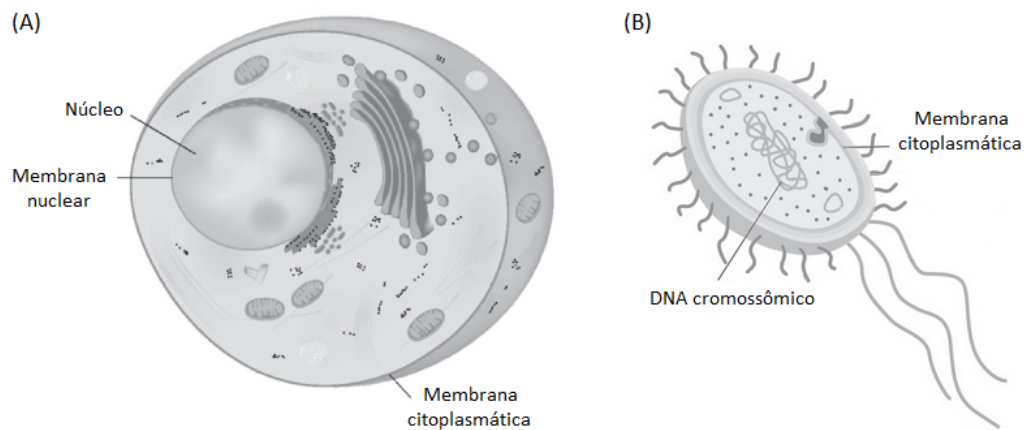 (A)
Núcleo
Membrana
nuclear
Membrana
citoplasmática
(B)
Membrana
citoplasmática
DNA cromossômico